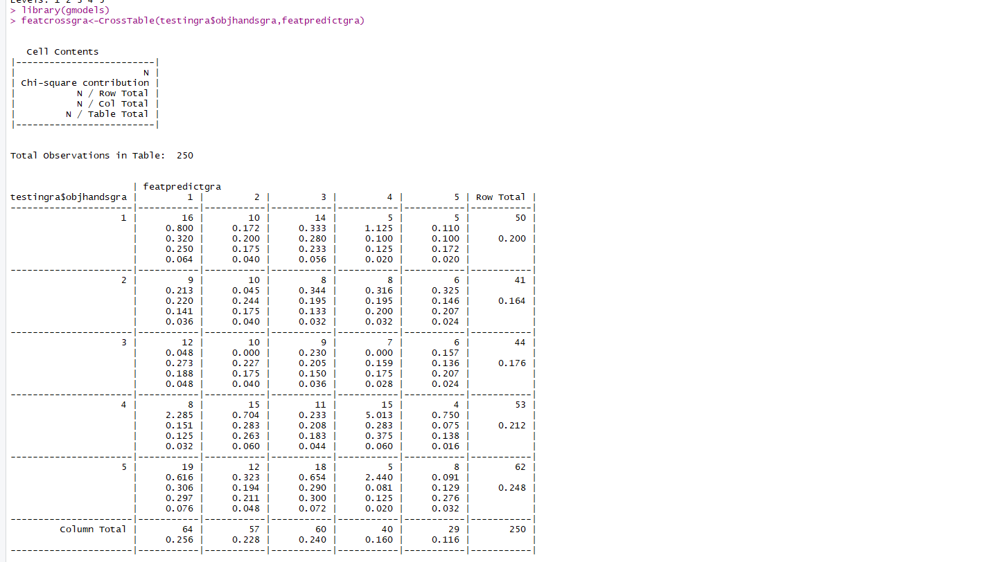 Levels: 1 2 3 4 5
> library(gmodels)
> featcrossgra<-CrossTable(testingra$objhandsgra,featpredictgra)
   Cell Contents
|-------------------------|
|                       N |
| Chi-square contribution |
|           N / Row Total |
|           N / Col Total |
|         N / Table Total |
|-------------------------|
Total Observations in Table:  250
                      | featpredictgra
testingra$objhandsgra |         1 |         2 |         3 |         4 |         5 | Row Total |
----------------------|-----------|-----------|-----------|-----------|-----------|-----------|
                    1 |        16 |        10 |        14 |         5 |         5 |        50 |
                      |     0.800 |     0.172 |     0.333 |     1.125 |     0.110 |           |
                      |     0.320 |     0.200 |     0.280 |     0.100 |     0.100 |     0.200 |
                      |     0.250 |     0.175 |     0.233 |     0.125 |     0.172 |           |
                      |     0.064 |     0.040 |     0.056 |     0.020 |     0.020 |           |
----------------------|-----------|-----------|-----------|-----------|-----------|-----------|
                    2 |         9 |        10 |         8 |         8 |         6 |        41 |
                      |     0.213 |     0.045 |     0.344 |     0.316 |     0.325 |           |
                      |     0.220 |     0.244 |     0.195 |     0.195 |     0.146 |     0.164 |
                      |     0.141 |     0.175 |     0.133 |     0.200 |     0.207 |           |
                      |     0.036 |     0.040 |     0.032 |     0.032 |     0.024 |           |
----------------------|-----------|-----------|-----------|-----------|-----------|-----------|
                    3 |        12 |        10 |         9 |         7 |         6 |        44 |
                      |     0.048 |     0.000 |     0.230 |     0.000 |     0.157 |           |
                      |     0.273 |     0.227 |     0.205 |     0.159 |     0.136 |     0.176 |
                      |     0.188 |     0.175 |     0.150 |     0.175 |     0.207 |           |
                      |     0.048 |     0.040 |     0.036 |     0.028 |     0.024 |           |
----------------------|-----------|-----------|-----------|-----------|-----------|-----------|
                    4 |         8 |        15 |        11 |        15 |         4 |        53 |
                      |     2.285 |     0.704 |     0.233 |     5.013 |     0.750 |           |
                      |     0.151 |     0.283 |     0.208 |     0.283 |     0.075 |     0.212 |
                      |     0.125 |     0.263 |     0.183 |     0.375 |     0.138 |           |
                      |     0.032 |     0.060 |     0.044 |     0.060 |     0.016 |           |
----------------------|-----------|-----------|-----------|-----------|-----------|-----------|
                    5 |        19 |        12 |        18 |         5 |         8 |        62 |
                      |     0.616 |     0.323 |     0.654 |     2.440 |     0.091 |           |
                      |     0.306 |     0.194 |     0.290 |     0.081 |     0.129 |     0.248 |
                      |     0.297 |     0.211 |     0.300 |     0.125 |     0.276 |           |
                      |     0.076 |     0.048 |     0.072 |     0.020 |     0.032 |           |
----------------------|-----------|-----------|-----------|-----------|-----------|-----------|
         Column Total |        64 |        57 |        60 |        40 |        29 |       250 |
                      |     0.256 |     0.228 |     0.240 |     0.160 |     0.116 |           |
----------------------|-----------|-----------|-----------|-----------|-----------|-----------|